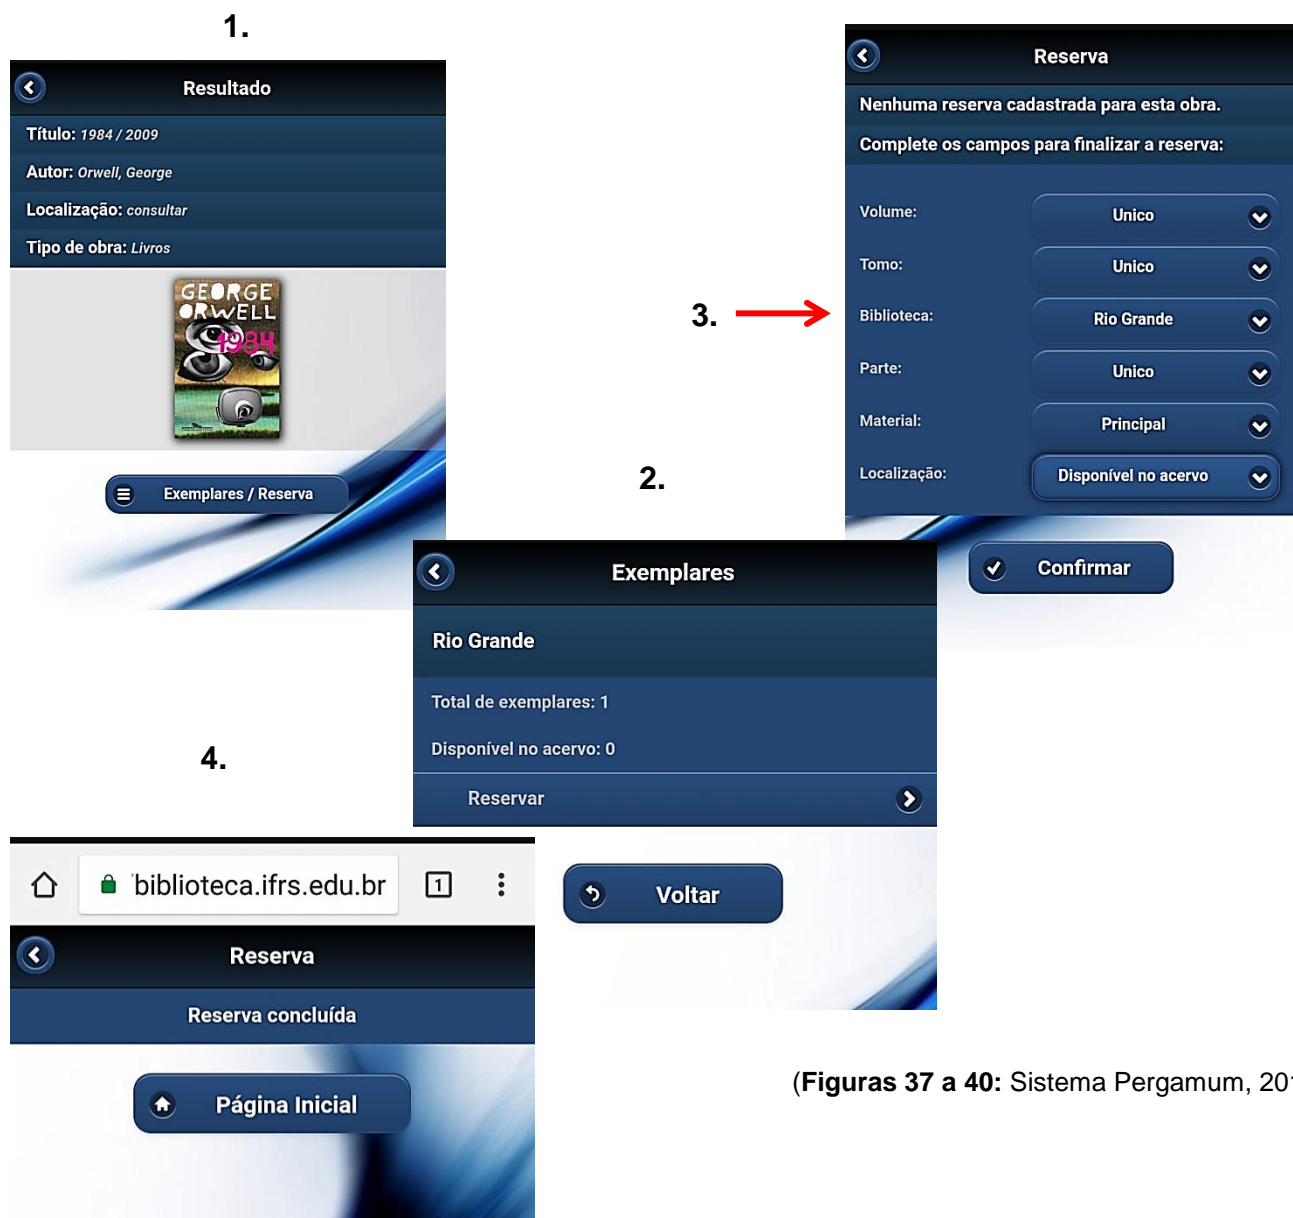 1.
Resultado
Título: 1984 / 2009
Autor: Orwell, George
Localização: consultar
Tipo de obra: Livros
GEORGE
ORWELL
1984
Exemplares / Reserva
2.
Exemplares
Rio Grande
Total de exemplares: 1
Disponível no acervo: 0
Reservar
Voltar
3.
Reserva
Nenhuma reserva cadastrada para esta obra.
Complete os campos para finalizar a reserva:
Volume: Unico
Tomo: Unico
Biblioteca: Rio Grande
Parte: Unico
Material: Principal
Localização: Disponível no acervo
Confirmar
4.
biblioteca.ifrs.edu.br 1
Reserva
Reserva concluída
Página Inicial
(Figuras 37 a 40: Sistema Pergamum,